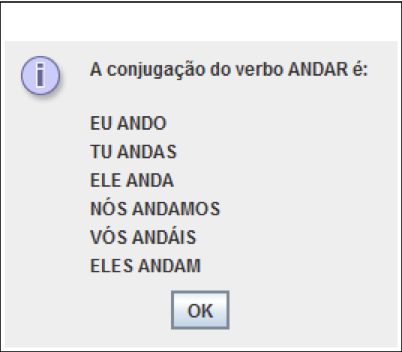 A conjugação do verbo ANDAR é:
EU ANDO
TU ANDAS
ELE ANDA
NÓS ANDAMOS
VÓS ANDÁIS
ELES ANDAM
OK